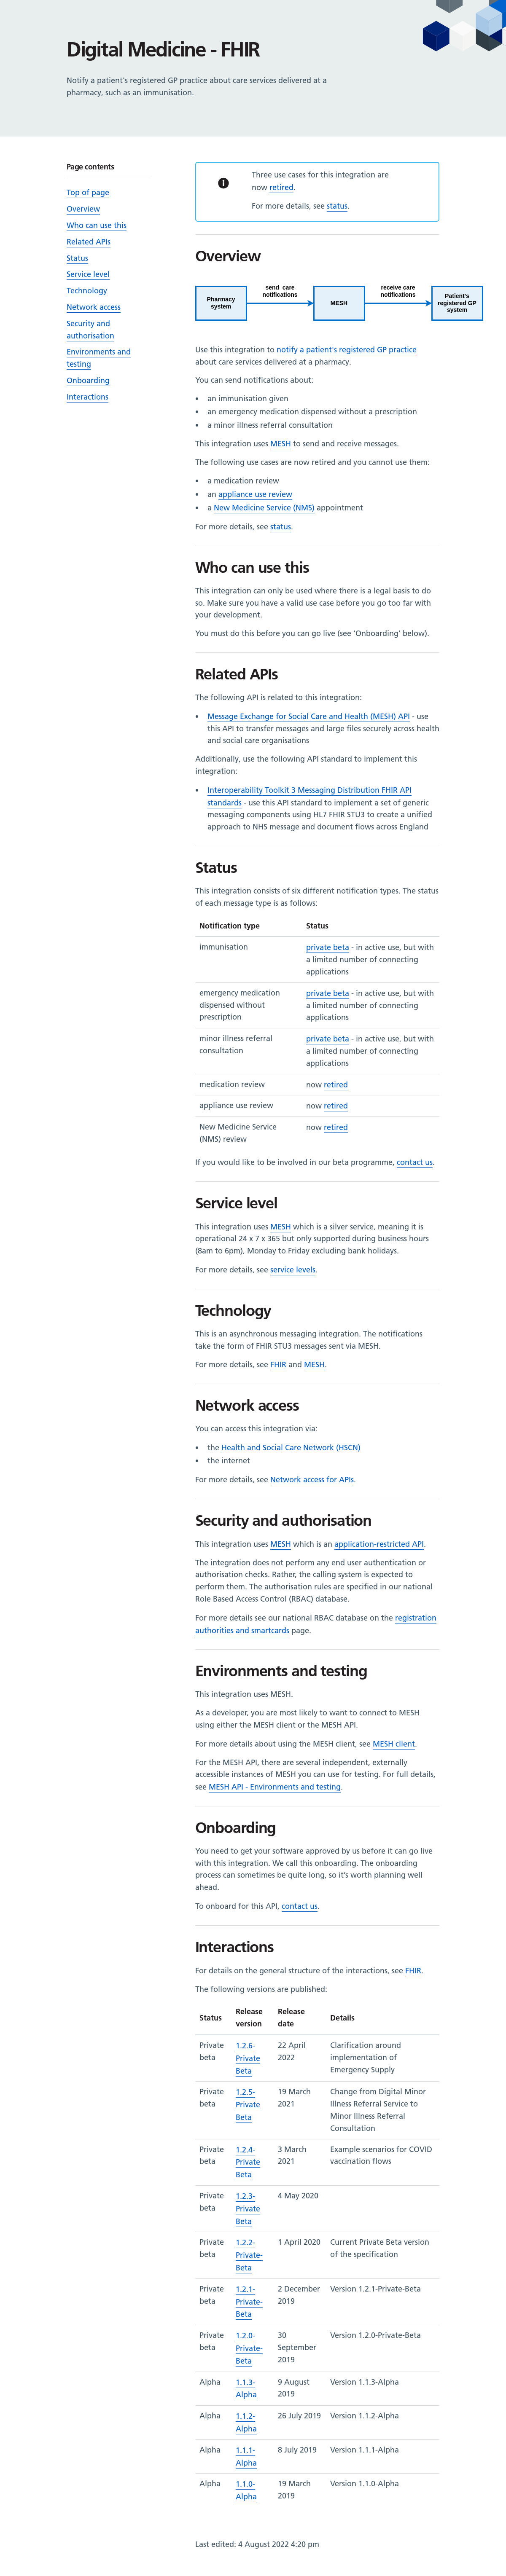 Digital Medicine - FHIR
Notify a patient's registered GP practice about care services delivered at a
pharmacy, such as an immunisation.
Page contents
Top of page
Overview
Who can use this
Related APIs
Status
Service level
Technology
Network access
Security and
authorisation
Environments and
testing
Onboarding
Interactions
Three use cases for this integration are
now retired.
For more details, see status.
Overview
Pharmacy
system
send care
notifications
MESH
receive care
notifications
Patient's
registered GP
system
Use this integration to notify a patient's registered GP practice
about care services delivered at a pharmacy.
You can send notifications about:
• an immunisation given
• an emergency medication dispensed without a prescription
• a minor illness referral consultation
This integration uses MESH to send and receive messages.
The following use cases are now retired and you cannot use them:
• a medication review
• an appliance use review
• a New Medicine Service (NMS) appointment
For more details, see status.
Who can use this
This integration can only be used where there is a legal basis to do
so. Make sure you have a valid use case before you go too far with
your development.
You must do this before you can go live (see ‘Onboarding’ below).
Related APIs
The following API is related to this integration:
• Message Exchange for Social Care and Health (MESH) API - use
this API to transfer messages and large files securely across health
and social care organisations
Additionally, use the following API standard to implement this
integration:
• Interoperability Toolkit 3 Messaging Distribution FHIR API
standards - use this API standard to implement a set of generic
messaging components using HL7 FHIR STU3 to create a unified
approach to NHS message and document flows across England
Status
This integration consists of six different notification types. The status
of each message type is as follows:
Notification type Status
immunisation private beta - in active use, but with
a limited number of connecting
applications
emergency medication private beta - in active use, but with
dispensed without a limited number of connecting
prescription applications
minor illness referral private beta - in active use, but with
consultation a limited number of connecting
applications
medication review now retired
appliance use review now retired
New Medicine Service now retired
(NMS) review
If you would like to be involved in our beta programme, contact us.
Service level
This integration uses MESH which is a silver service, meaning it is
operational 24 x 7 x 365 but only supported during business hours
(8am to 6pm), Monday to Friday excluding bank holidays.
For more details, see service levels.
Technology
This is an asynchronous messaging integration. The notifications
take the form of FHIR STU3 messages sent via MESH.
For more details, see FHIR and MESH.
Network access
You can access this integration via:
• the Health and Social Care Network (HSCN)
• the internet
For more details, see Network access for APIs.
Security and authorisation
This integration uses MESH which is an application-restricted API.
The integration does not perform any end user authentication or
authorisation checks. Rather, the calling system is expected to
perform them. The authorisation rules are specified in our national
Role Based Access Control (RBAC) database.
For more details see our national RBAC database on the registration
authorities and smartcards page.
Environments and testing
This integration uses MESH.
As a developer, you are most likely to want to connect to MESH
using either the MESH client or the MESH API.
For more details about using the MESH client, see MESH client.
For the MESH API, there are several independent, externally
accessible instances of MESH you can use for testing. For full details,
see MESH API - Environments and testing.
Onboarding
You need to get your software approved by us before it can go live
with this integration. We call this onboarding. The onboarding
process can sometimes be quite long, so it’s worth planning well
ahead.
To onboard for this API, contact us.
Interactions
For details on the general structure of the interactions, see FHIR.
The following versions are published:
Status Release version Release date Details
Private beta 1.2.6-Private Beta 22 April 2022 Clarification around implementation of Emergency Supply
Private beta 1.2.5-Private Beta 19 March 2021 Change from Digital Minor Illness Referral Service to Minor Illness Referral Consultation
Private beta 1.2.4-Private Beta 3 March 2021 Example scenarios for COVID vaccination flows
Private beta 1.2.3-Private Beta 4 May 2020
Private beta 1.2.2-Private-Beta 1 April 2020 Current Private Beta version of the specification
Private beta 1.2.1-Private-Beta 2 December 2019 Version 1.2.1-Private-Beta
Private beta 1.2.0-Private-Beta 30 September 2019 Version 1.2.0-Private-Beta
Alpha 1.1.3-Alpha 9 August 2019 Version 1.1.3-Alpha
Alpha 1.1.2-Alpha 26 July 2019 Version 1.1.2-Alpha
Alpha 1.1.1-Alpha 8 July 2019 Version 1.1.1-Alpha
Alpha 1.1.0-Alpha 19 March 2019 Version 1.1.0-Alpha
Last edited: 4 August 2022 4:20 pm